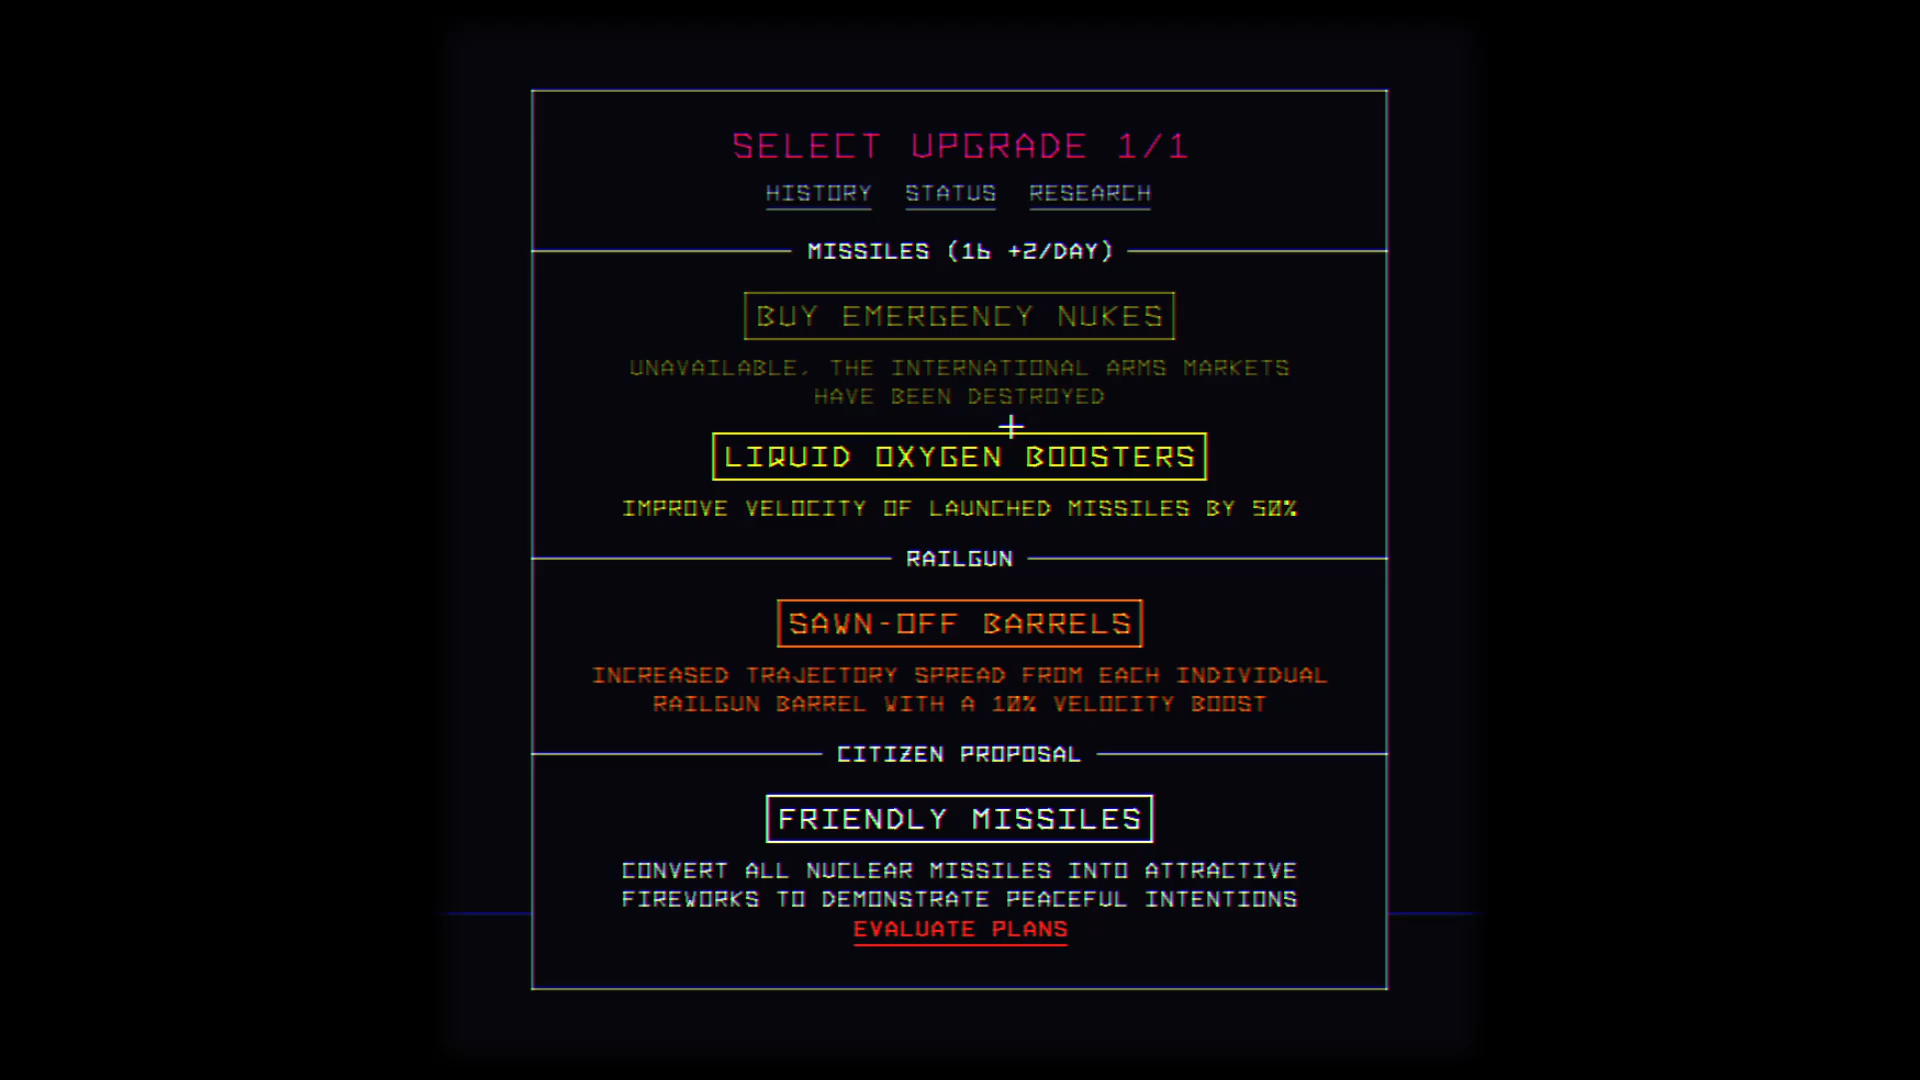 SELECT UPGRADE 1/1
HISTORY STATUS RESEARCH
MISSILES (16 +2/DAY)
BUY EMERGENCY NUKES
UNAVAILABLE, THE INTERNATIONAL ARMS MARKETS
HAVE BEEN DESTROYED
LIQUID OXYGEN BOOSTERS
IMPROVE VELOCITY OF LAUNCHED MISSILES BY 50%
RAILGUN
SAWN-OFF BARRELS
INCREASED TRAJECTORY SPREAD FROM EACH INDIVIDUAL
RAILGUN BARREL WITH A 10% VELOCITY BOOST
CITIZEN PROPOSAL
FRIENDLY MISSILES
CONVERT ALL NUCLEAR MISSILES INTO ATTRACTIVE
FIREWORKS TO DEMONSTRATE PEACEFUL INTENTIONS
EVALUATE PLANS